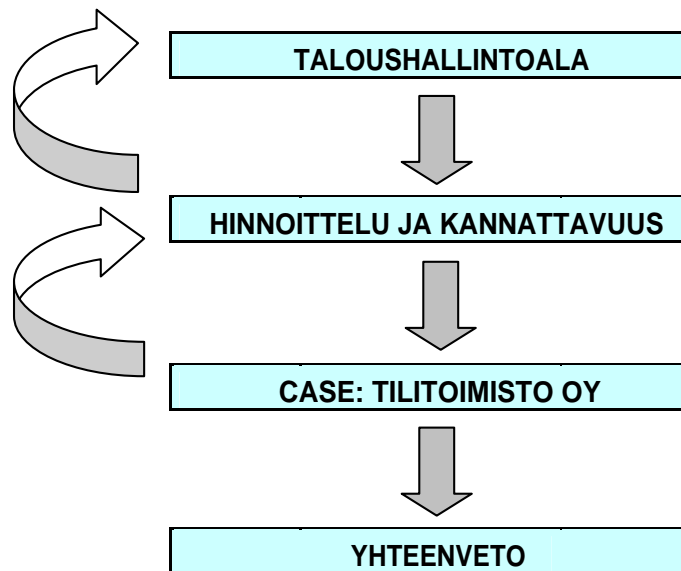 TALOUSHALLINTOALA
HINNOITTELU JA KANNATTAVUUS
CASE: TILITOIMISTO OY
YHTEENVETO